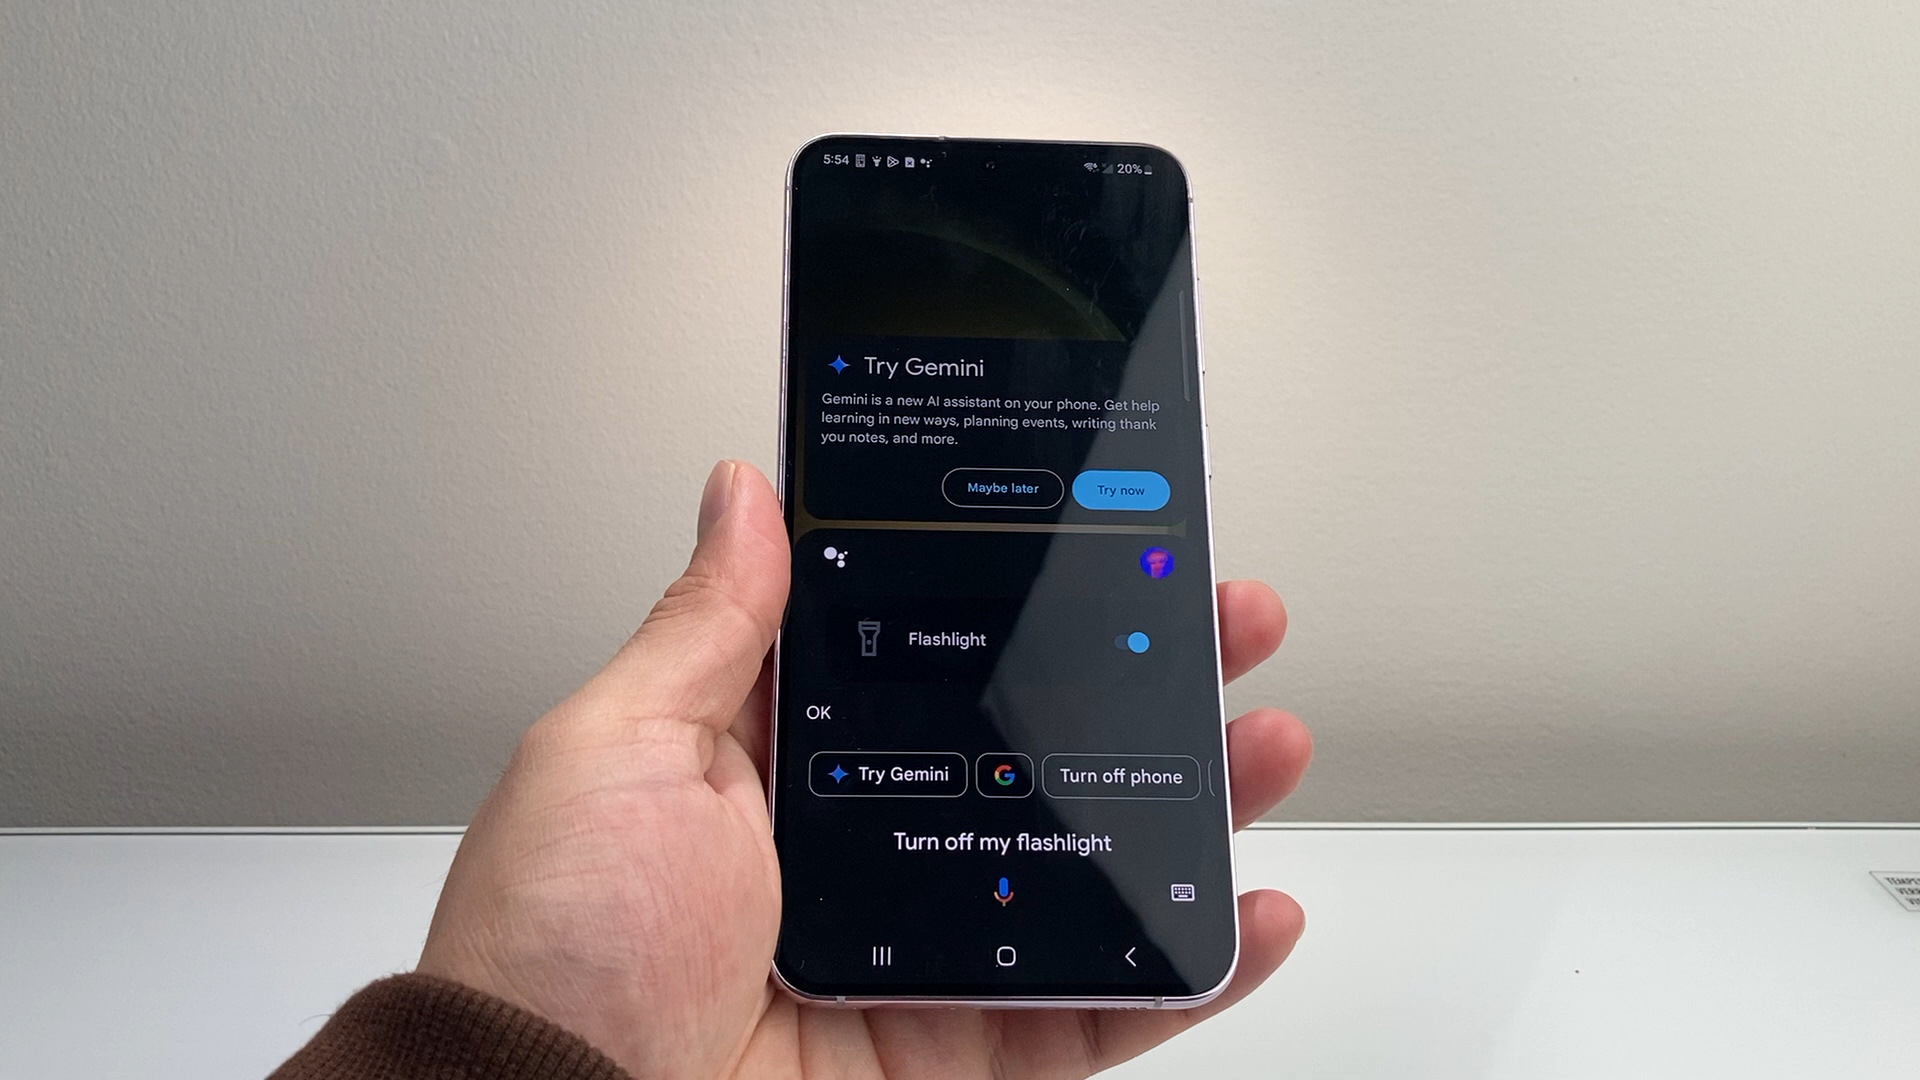 5:54
20%
Try Gemini
Gemini is a new AI assistant on your phone. Get help
learning in new ways, planning events, writing thank
you notes, and more.
Maybe later
Try now
Flashlight
OK
Try Gemini
G
Turn off phone
Turn off my flashlight